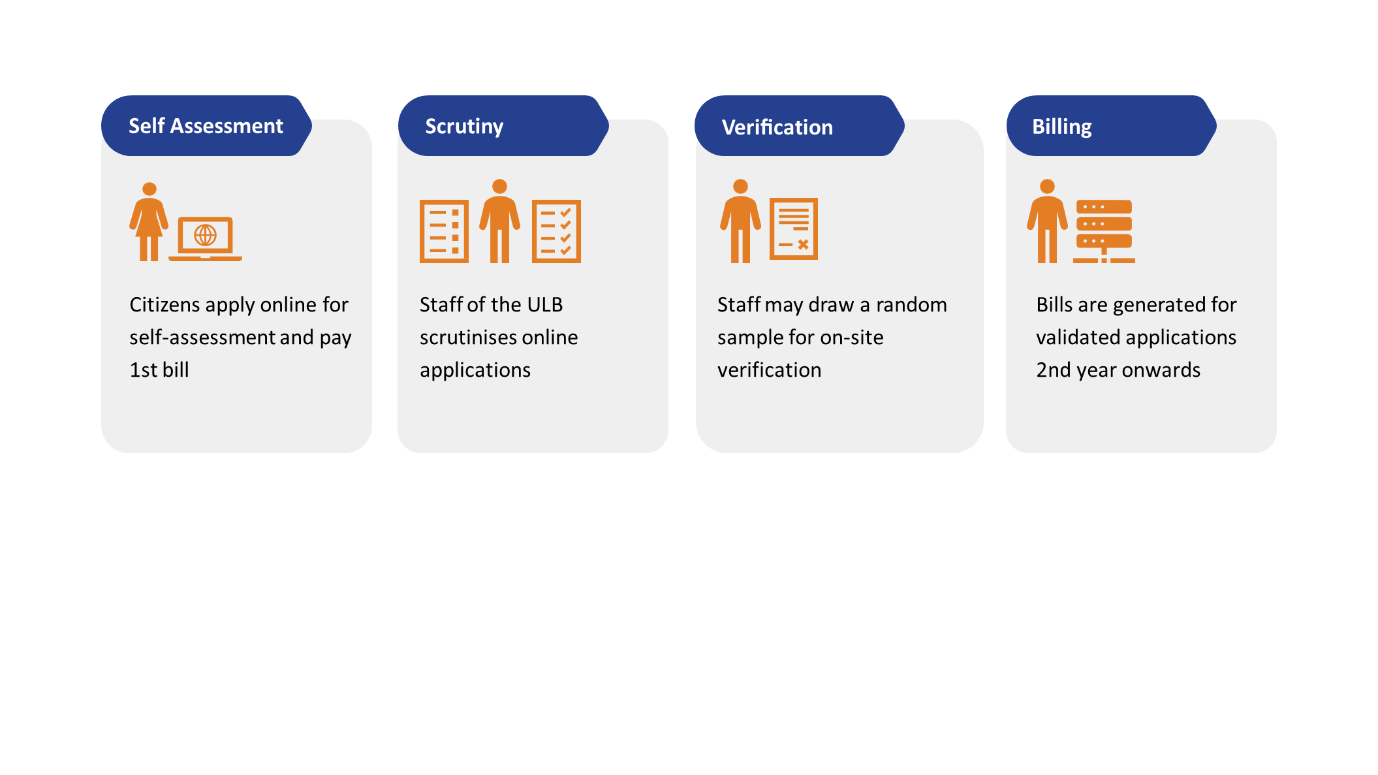 Self Assessment
Citizens apply online for
self-assessment and pay
1st bill
Scrutiny
Staff of the ULB
scrutinises online
applications
Verification
Staff may draw a random
sample for on-site
verification
Billing
Bills are generated for
validated applications
2nd year onwards